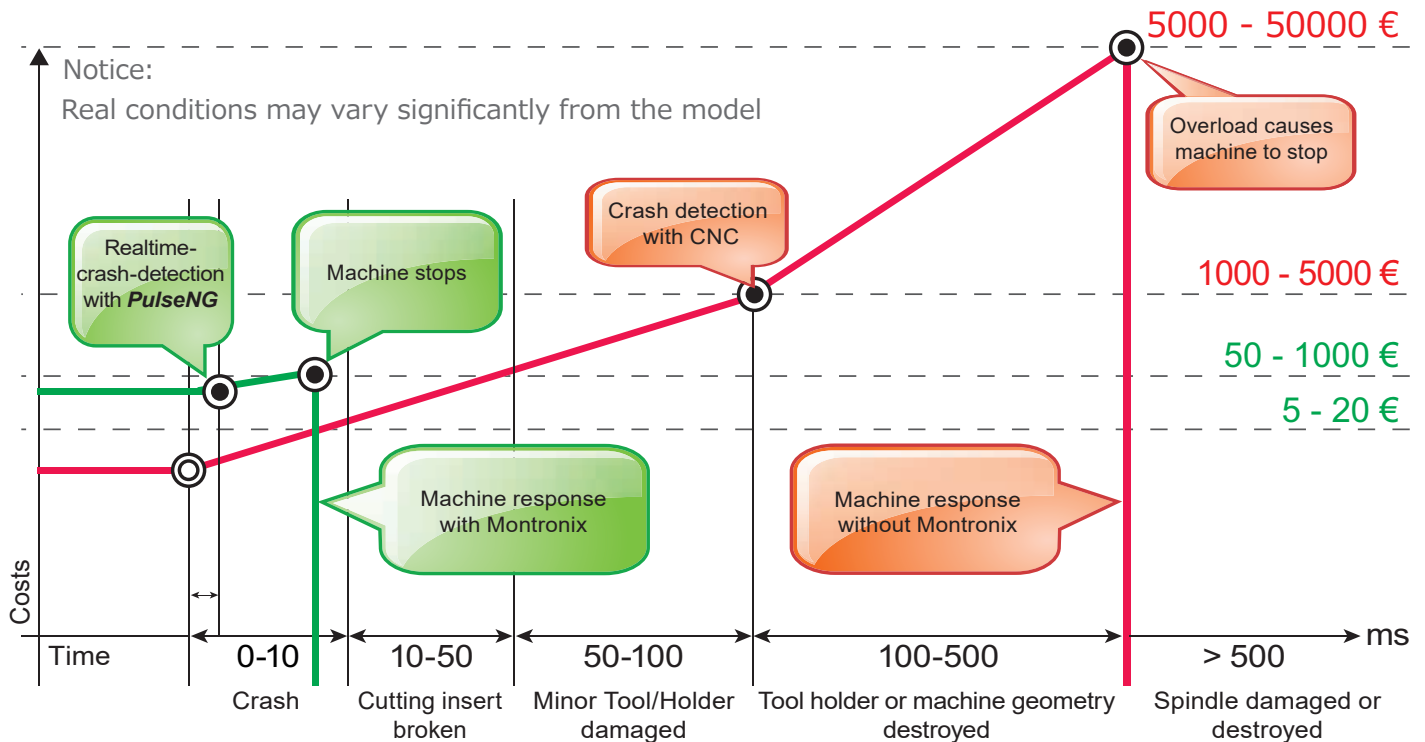 5000 - 50000 €
Notice:
Real conditions may vary significantly from the model
Overload causes
machine to stop
Crash detection
with CNC
Realtime-
crash-detection
with PulseNG
Machine stops
1000 - 5000 €
50 - 1000 €
5 - 20 €
Machine response
with Montronix
Machine response
without Montronix
Costs
Time
0-10
10-50
50-100
100-500
> 500
ms
Crash
Cutting insert
broken
Minor Tool/Holder
damaged
Tool holder or machine geometry
destroyed
Spindle damaged or
destroyed